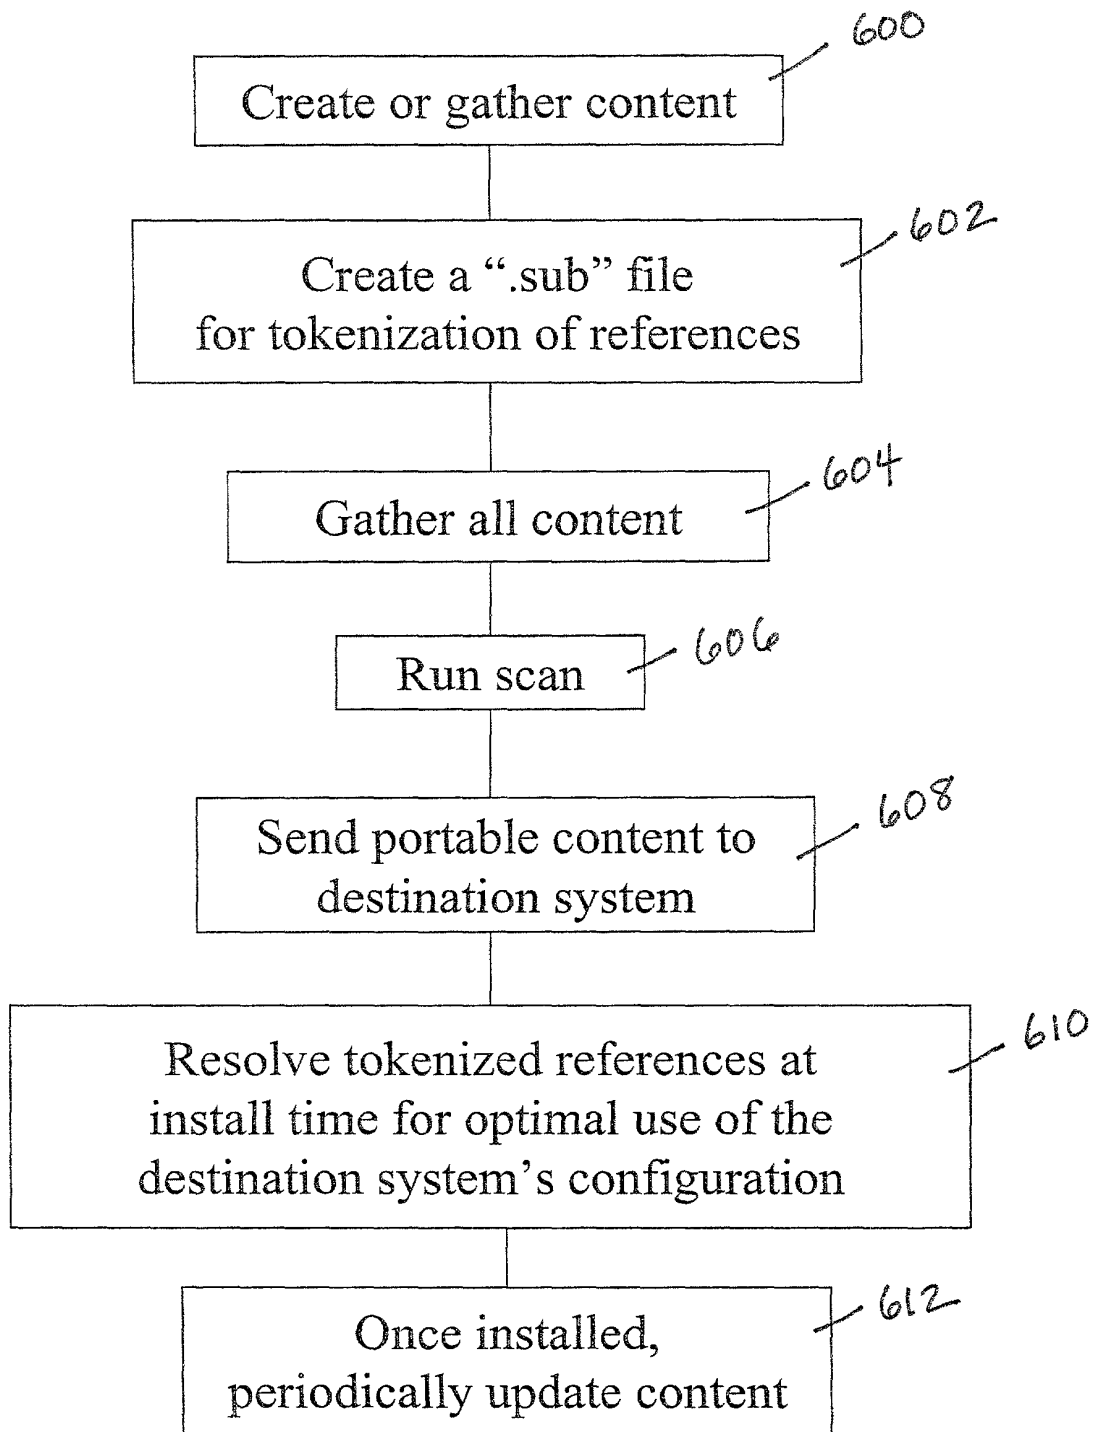 600
Create or gather content
602
Create a “.sub” file
for tokenization of references
604
Gather all content
606
Run scan
608
Send portable content to
destination system
610
Resolve tokenized references at
install time for optimal use of the
destination system’s configuration
612
Once installed,
periodically update content